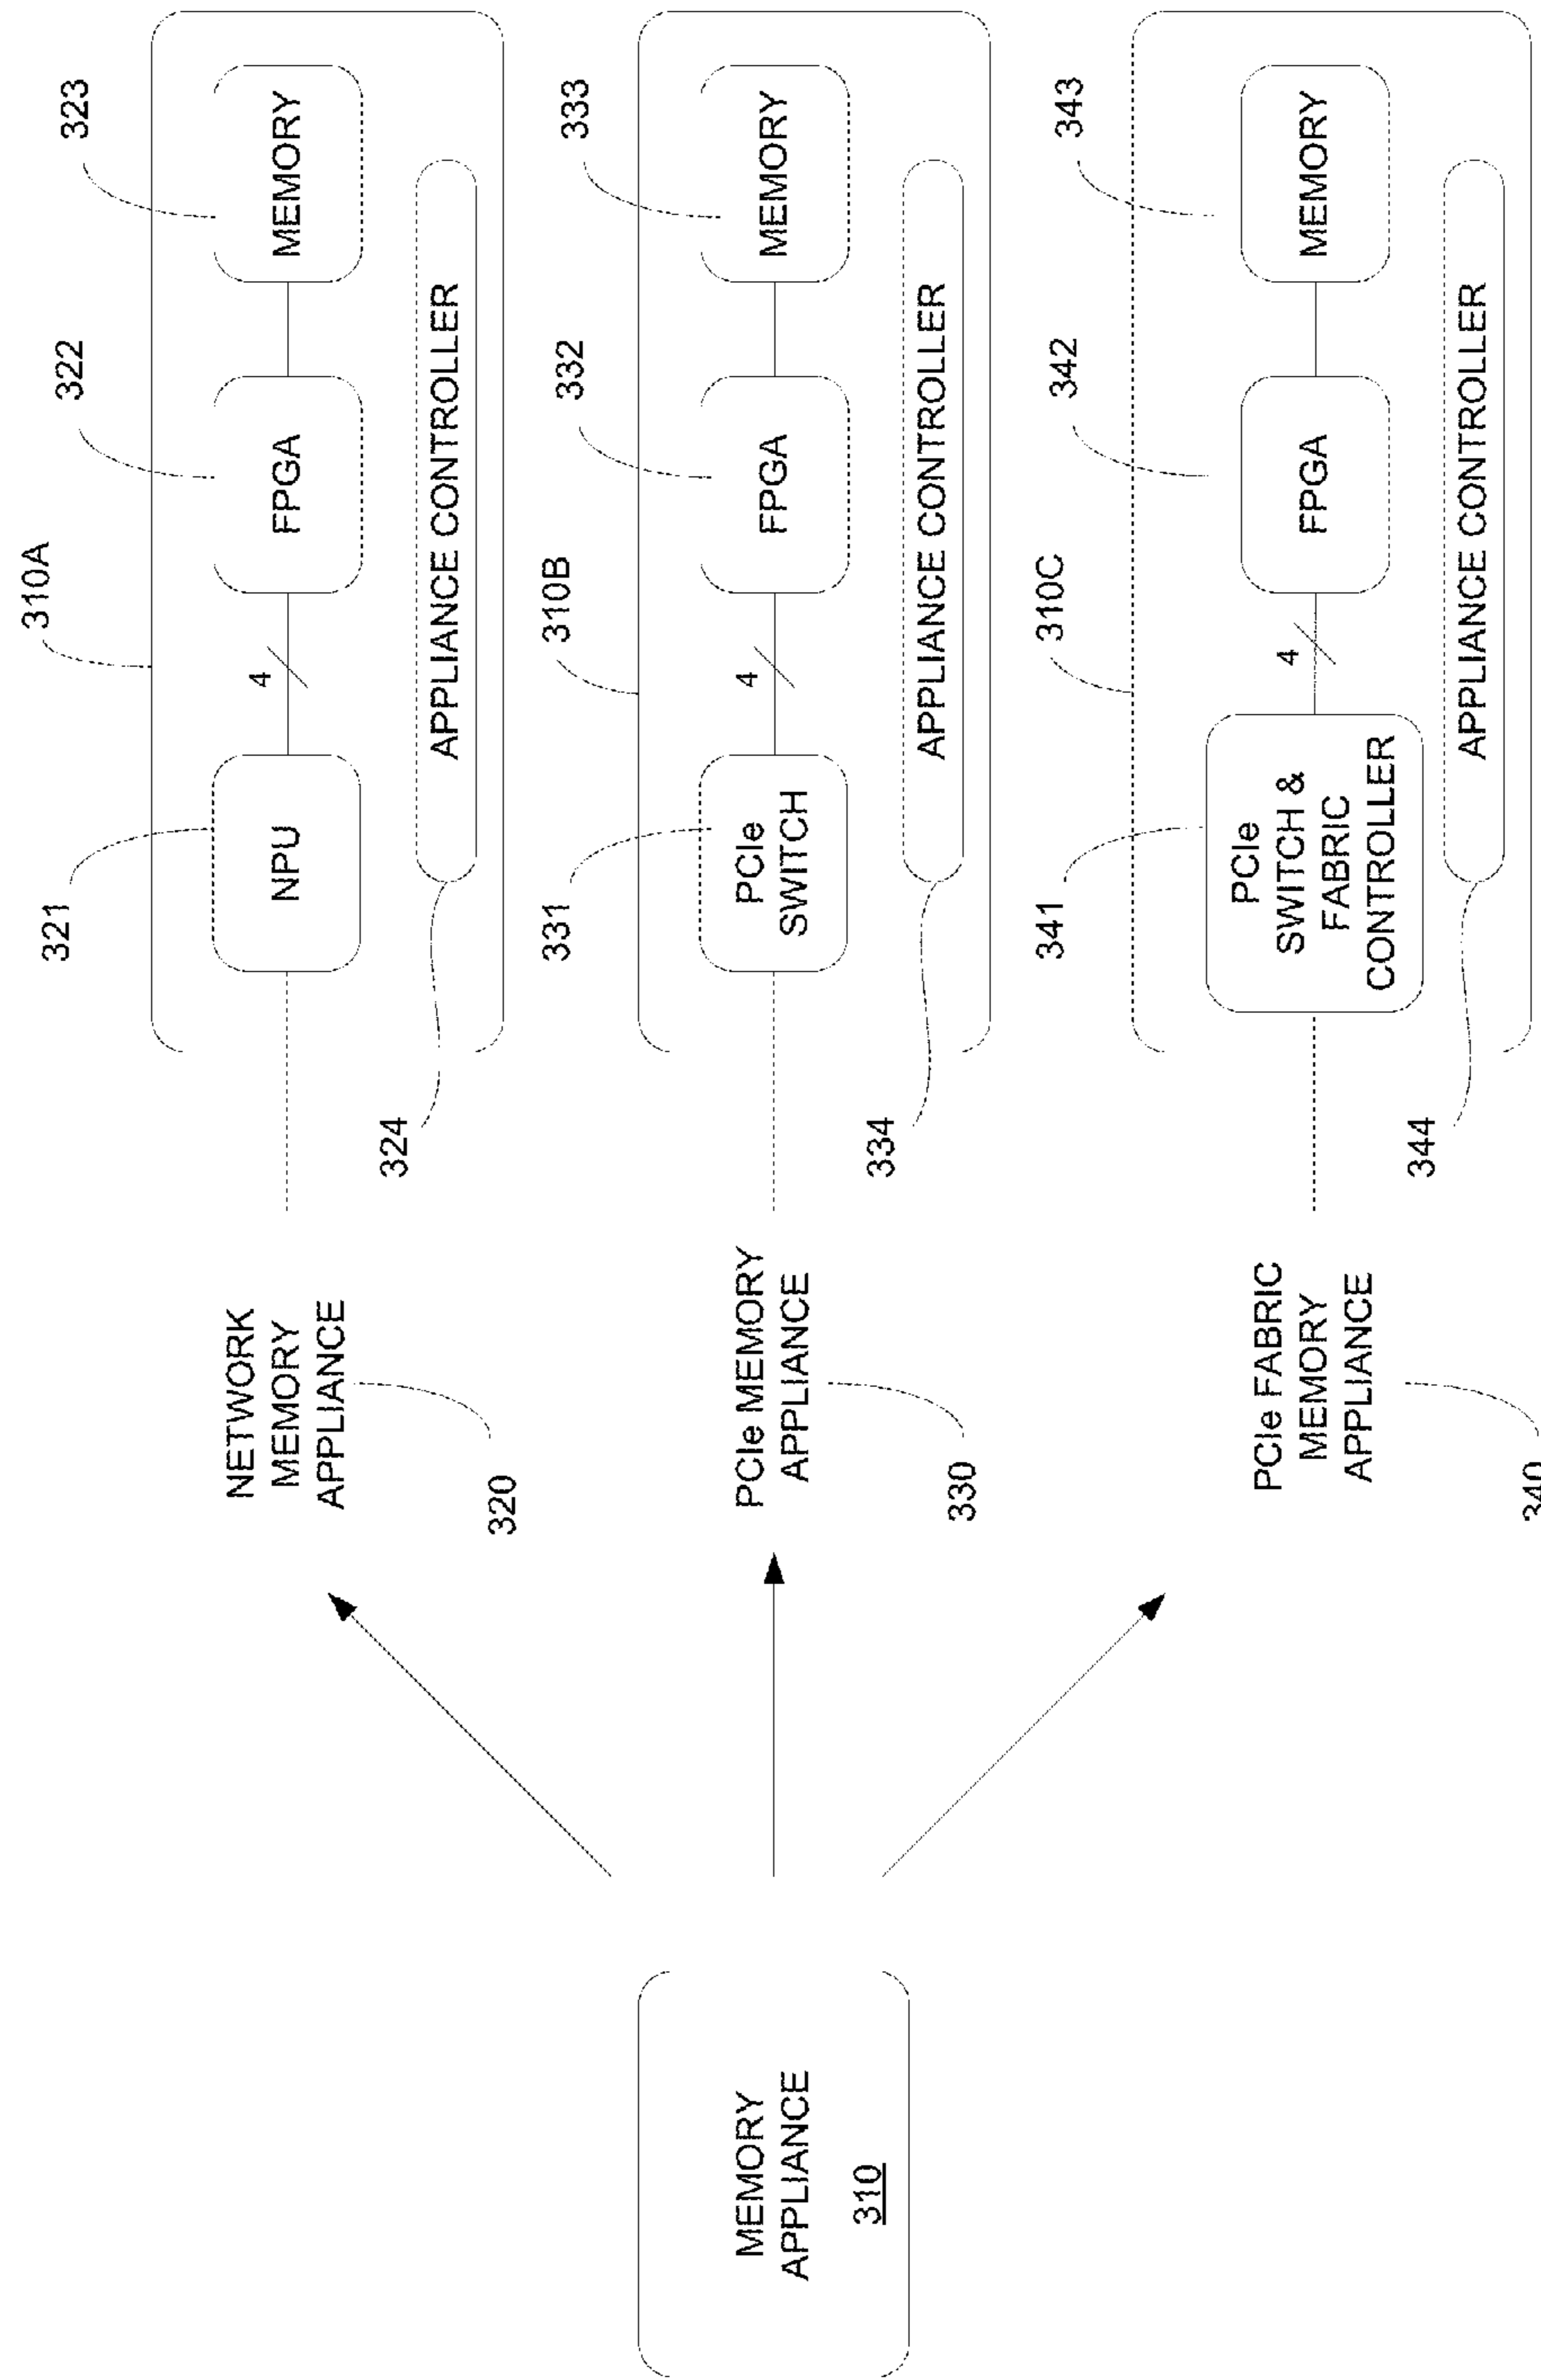 MEMORY
APPLIANCE
310
NETWORK
MEMORY
APPLIANCE
320
310A
321
322
323
NPU
4
FPGA
MEMORY
APPLIANCE CONTROLLER
324
PCIe MEMORY
APPLIANCE
330
310B
331
332
333
PCIe
SWITCH
4
FPGA
MEMORY
APPLIANCE CONTROLLER
334
PCIe FABRIC
MEMORY
APPLIANCE
340
310C
341
342
343
PCIe
SWITCH &
FABRIC
CONTROLLER
4
FPGA
MEMORY
APPLIANCE CONTROLLER
344